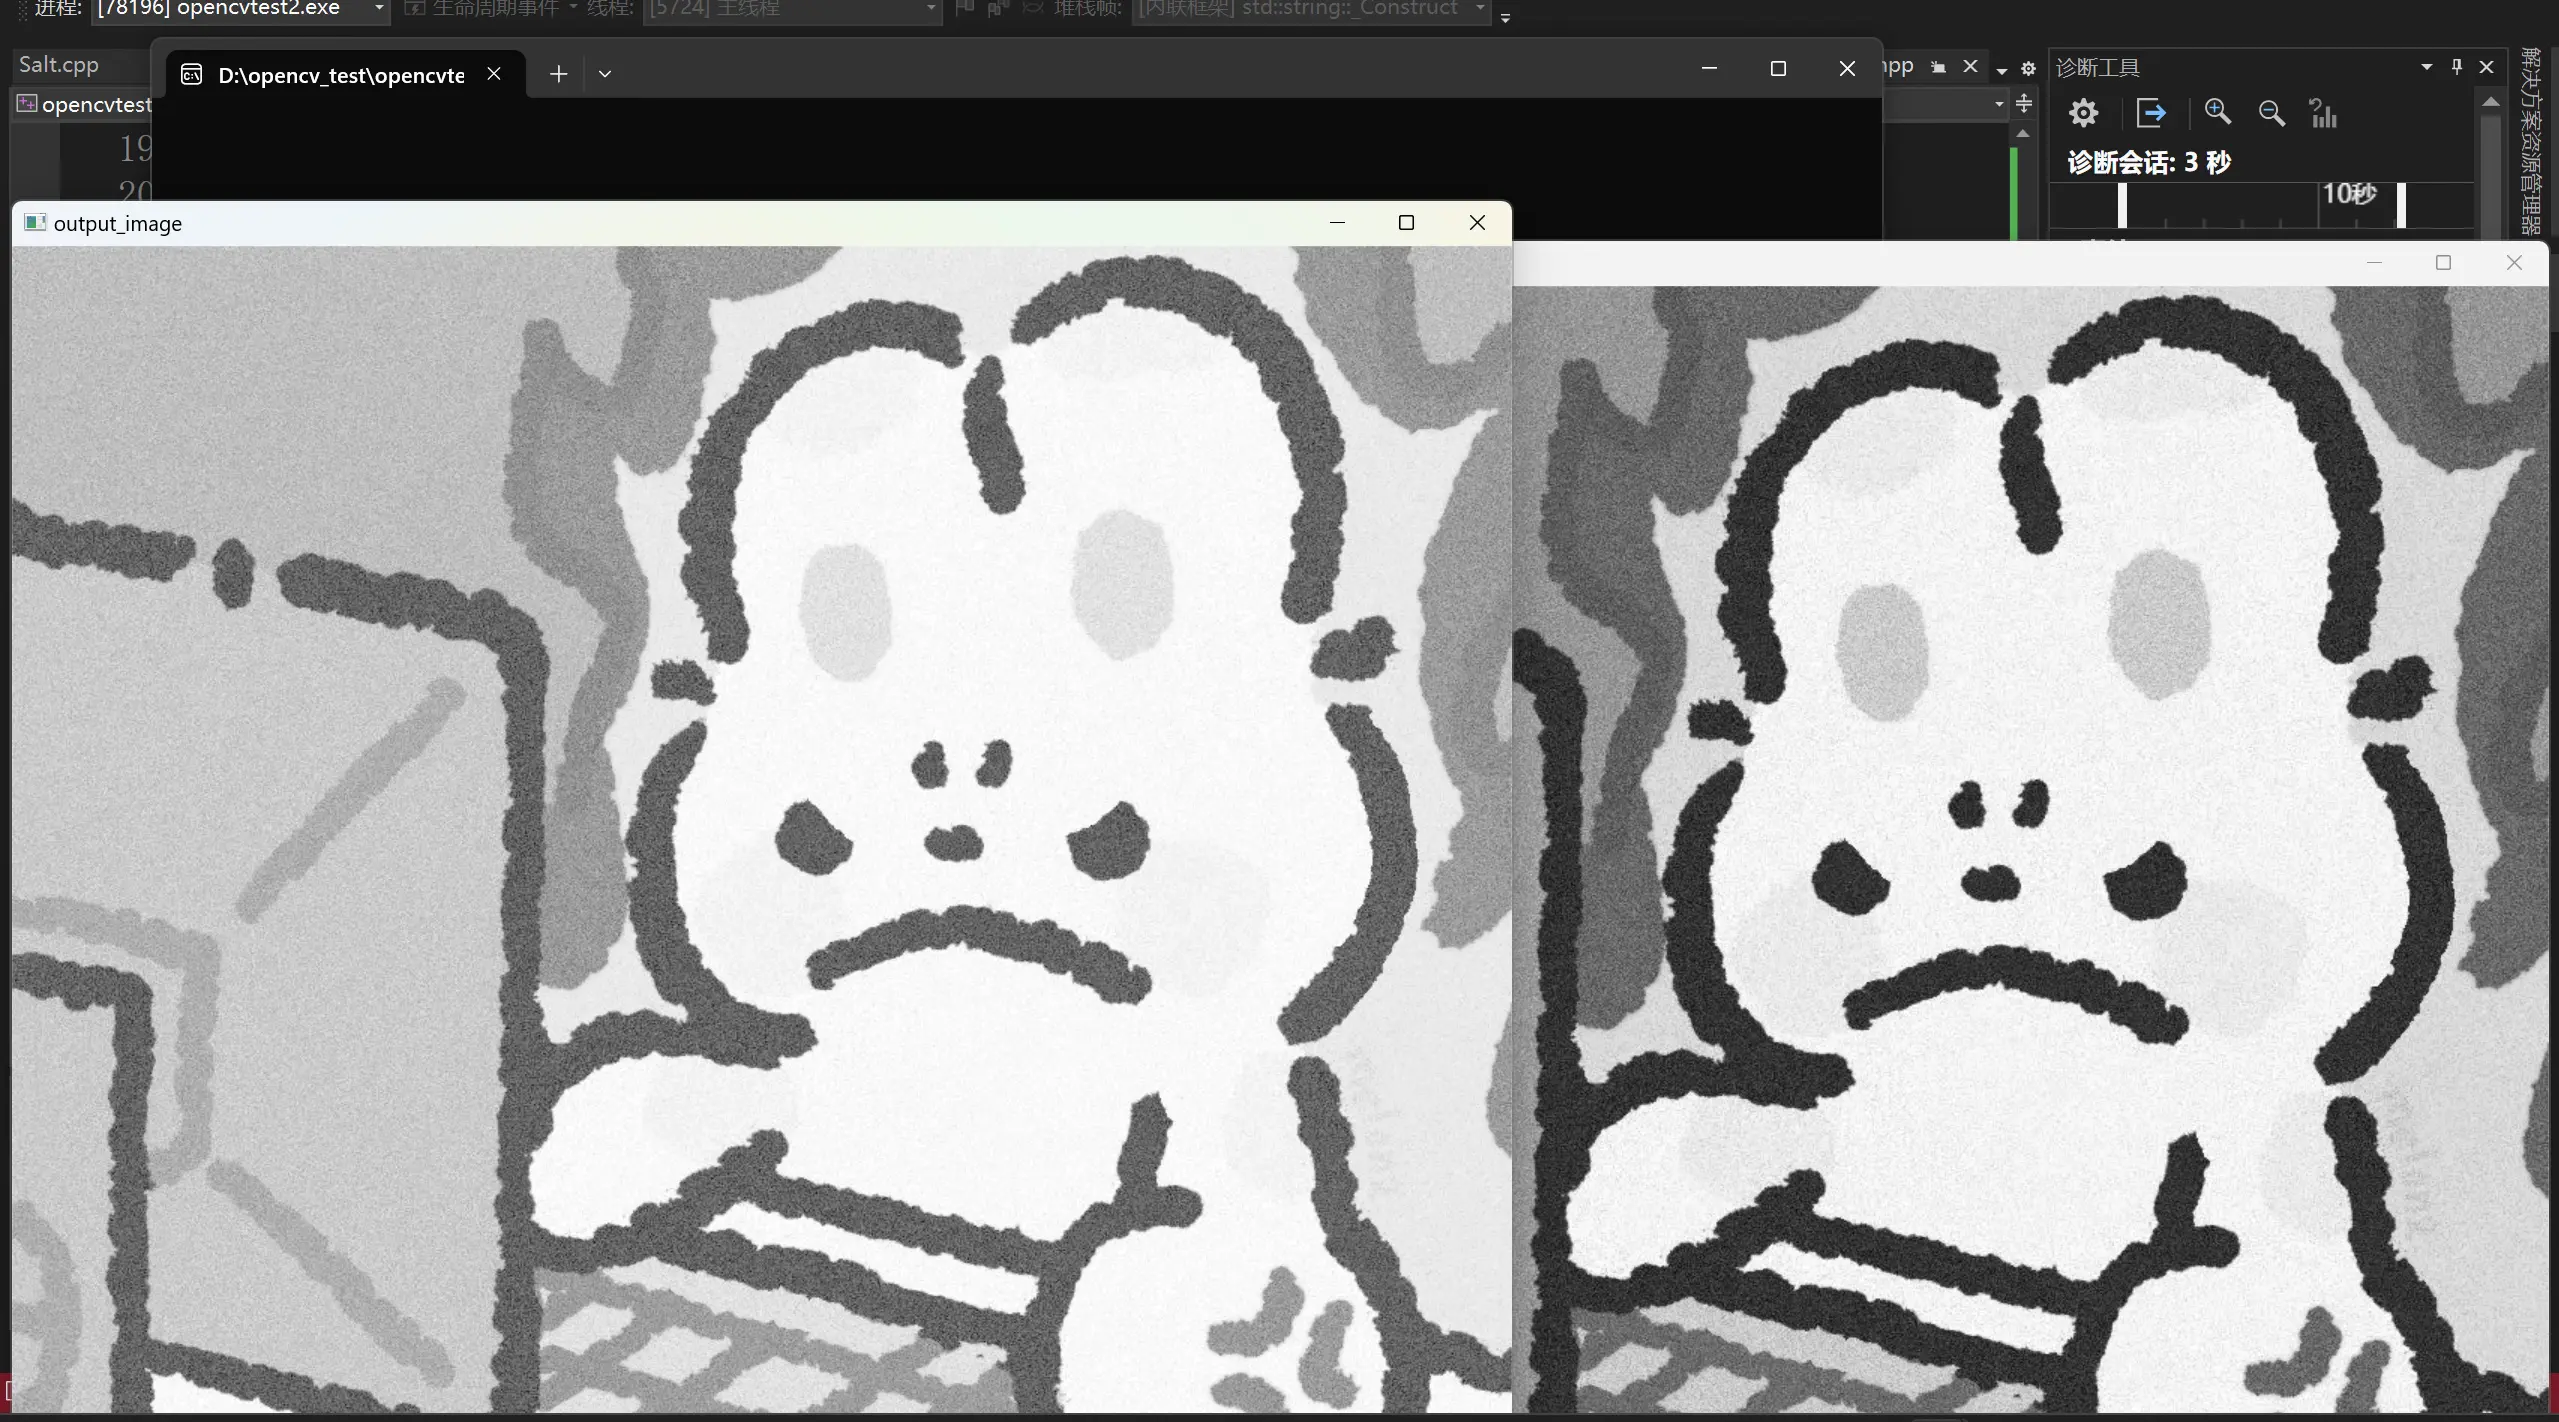 进程: [78196] opencvtest2.exe 生命周期事件 线程: [5724] 主线程 堆栈帧: [内联框架] std::string::_Construct
Salt.cpp
D:\opencv_test\opencvte
诊断工具
解决方案资源管理器
opencvtest
19
20
诊断会话: 3 秒
10秒
output_image